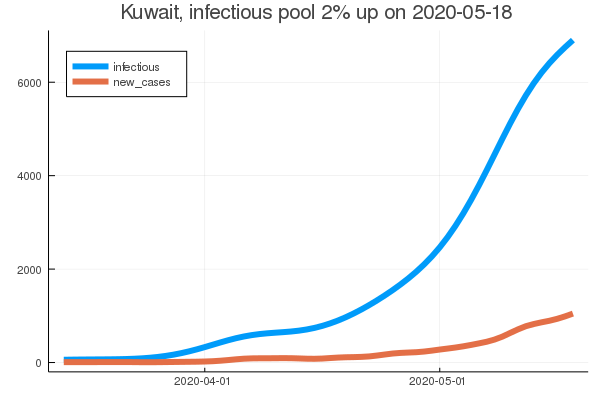 Kuwait, infectious pool 2% up on 2020-05-18
infectious
new_cases
6000
4000
2000
0
2020-04-01
2020-05-01